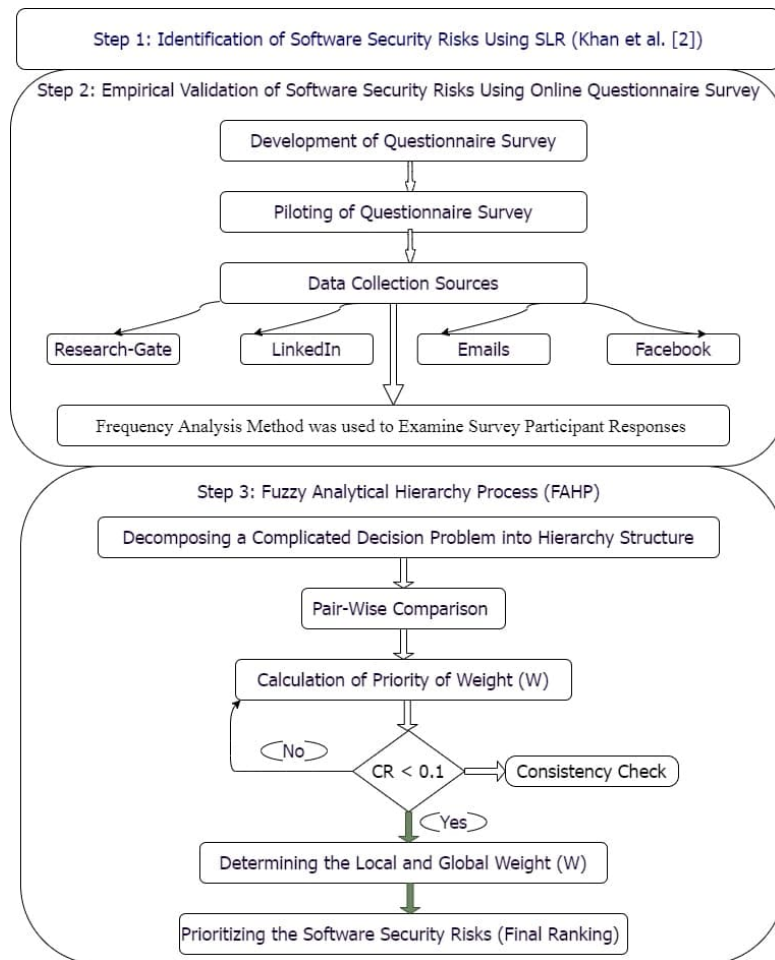 Step 1: Identification of Software Security Risks Using SLR (Khan et al. [2])
Step 2: Empirical Validation of Software Security Risks Using Online Questionnaire Survey
Development of Questionnaire Survey
Piloting of Questionnaire Survey
Data Collection Sources
Research-Gate
LinkedIn
Emails
Facebook
Frequency Analysis Method was used to Examine Survey Participant Responses
Step 3: Fuzzy Analytical Hierarchy Process (FAHP)
Decomposing a Complicated Decision Problem into Hierarchy Structure
Pair-Wise Comparison
Calculation of Priority of Weight (W)
No
CR < 0.1
Consistency Check
Yes
Determining the Local and Global Weight (W)
Prioritizing the Software Security Risks (Final Ranking)